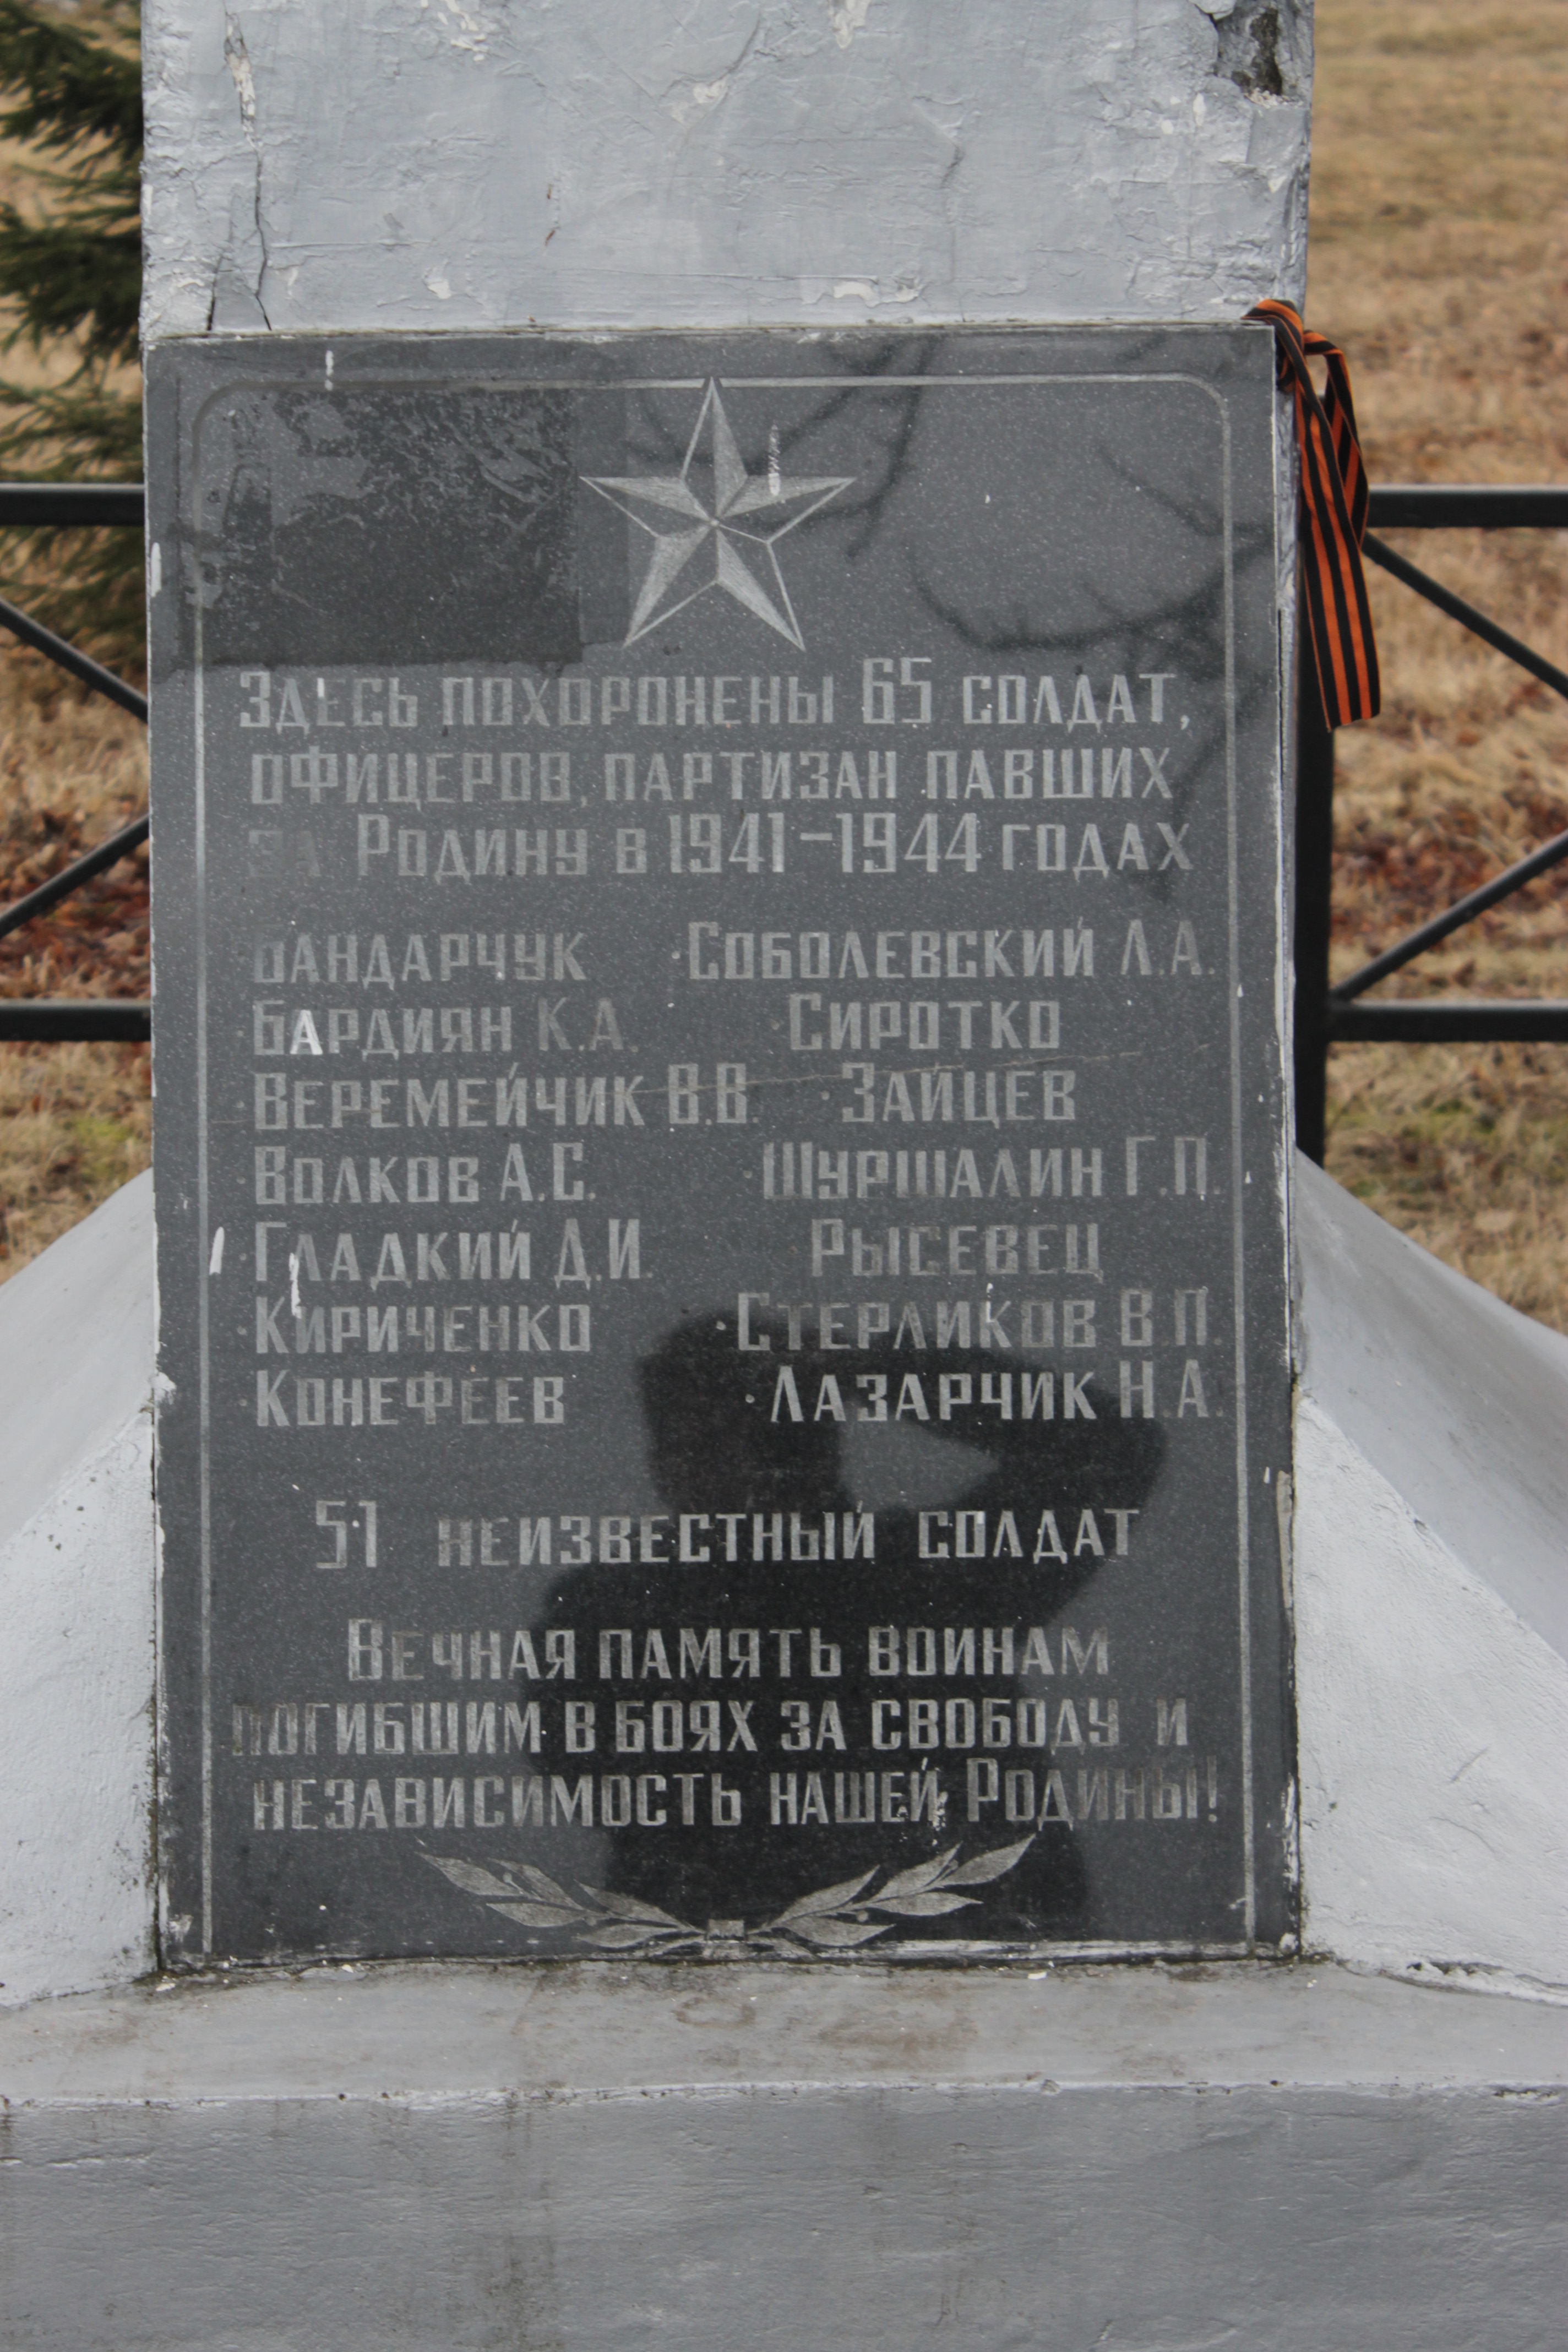 Здесь похоронены 65 солдат,
офицеров, партизан павших
за Родину в 1941-1944 годах
Бандарчук · Соболевский Л.А.
· Бардиян К.А. · Сиротко
· Веремейчик В.В. · Зайцев
· Волков А.С. · Шуршалин Г.П.
· Гладкий Д.И. · Рысевец
· Кириченко · Стерликов В.П.
· Конефеев · Лазарчик Н.А.
51 неизвестный солдат
Вечная память воинам
погибшим в боях за свободу и
независимость нашей Родины!